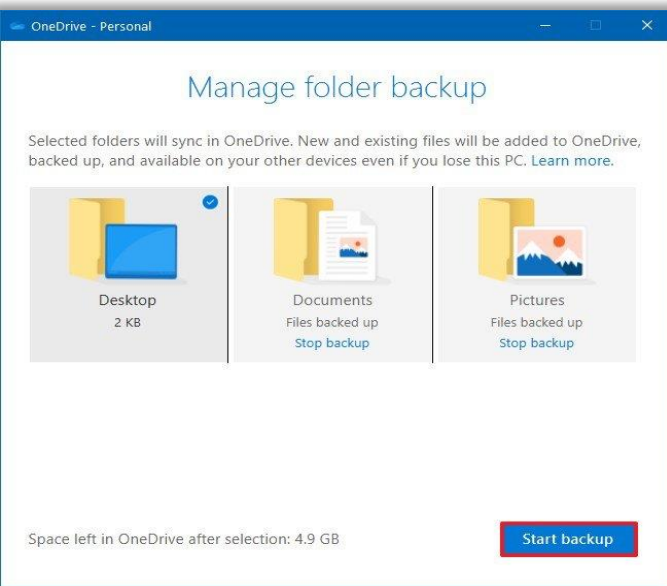 OneDrive - Personal
Manage folder backup
Selected folders will sync in OneDrive. New and existing files will be added to OneDrive,
backed up, and available on your other devices even if you lose this PC. Learn more.
Desktop
2 KB
Documents
Files backed up
Stop backup
Pictures
Files backed up
Stop backup
Space left in OneDrive after selection: 4.9 GB
Start backup